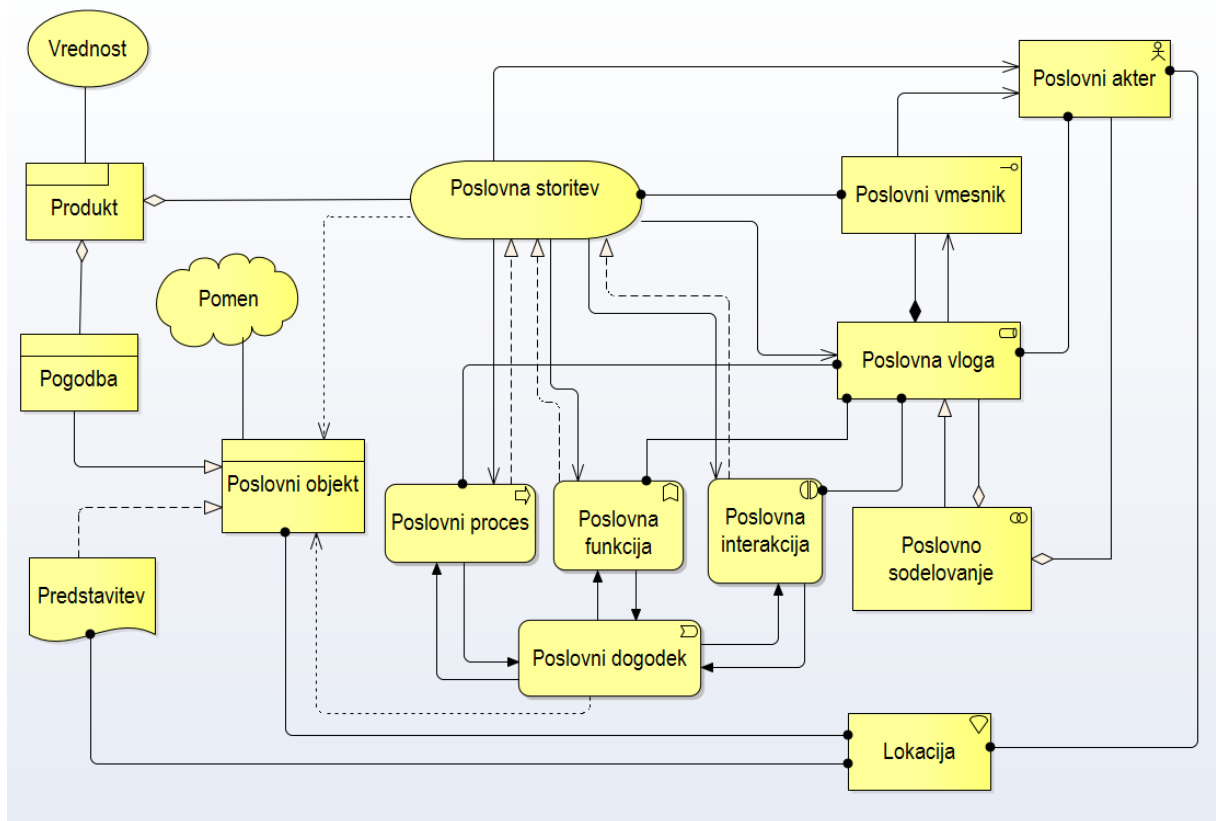 Vrednost
Poslovni akter
Produkt
Poslovna storitev
Poslovni vmesnik
Pomen
Pogodba
Poslovna vloga
Poslovni objekt
Poslovni proces
Poslovna
funkcija
Poslovna
interakcija
Poslovno
sodelovanje
Predstavitev
Poslovni dogodek
Lokacija